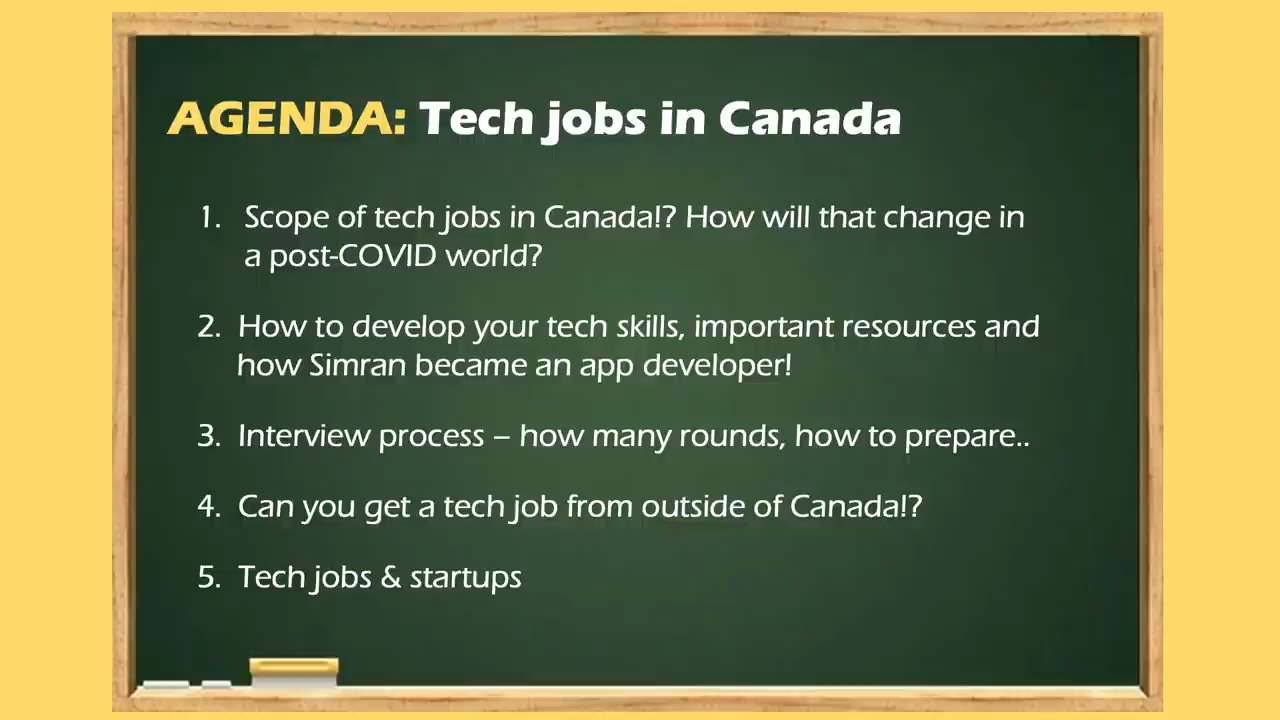 AGENDA: Tech jobs in Canada
1. Scope of tech jobs in Canada!? How will that change in
a post-COVID world?
2. How to develop your tech skills, important resources and
how Simran became an app developer!
3. Interview process – how many rounds, how to prepare..
4. Can you get a tech job from outside of Canada!?
5. Tech jobs & startups